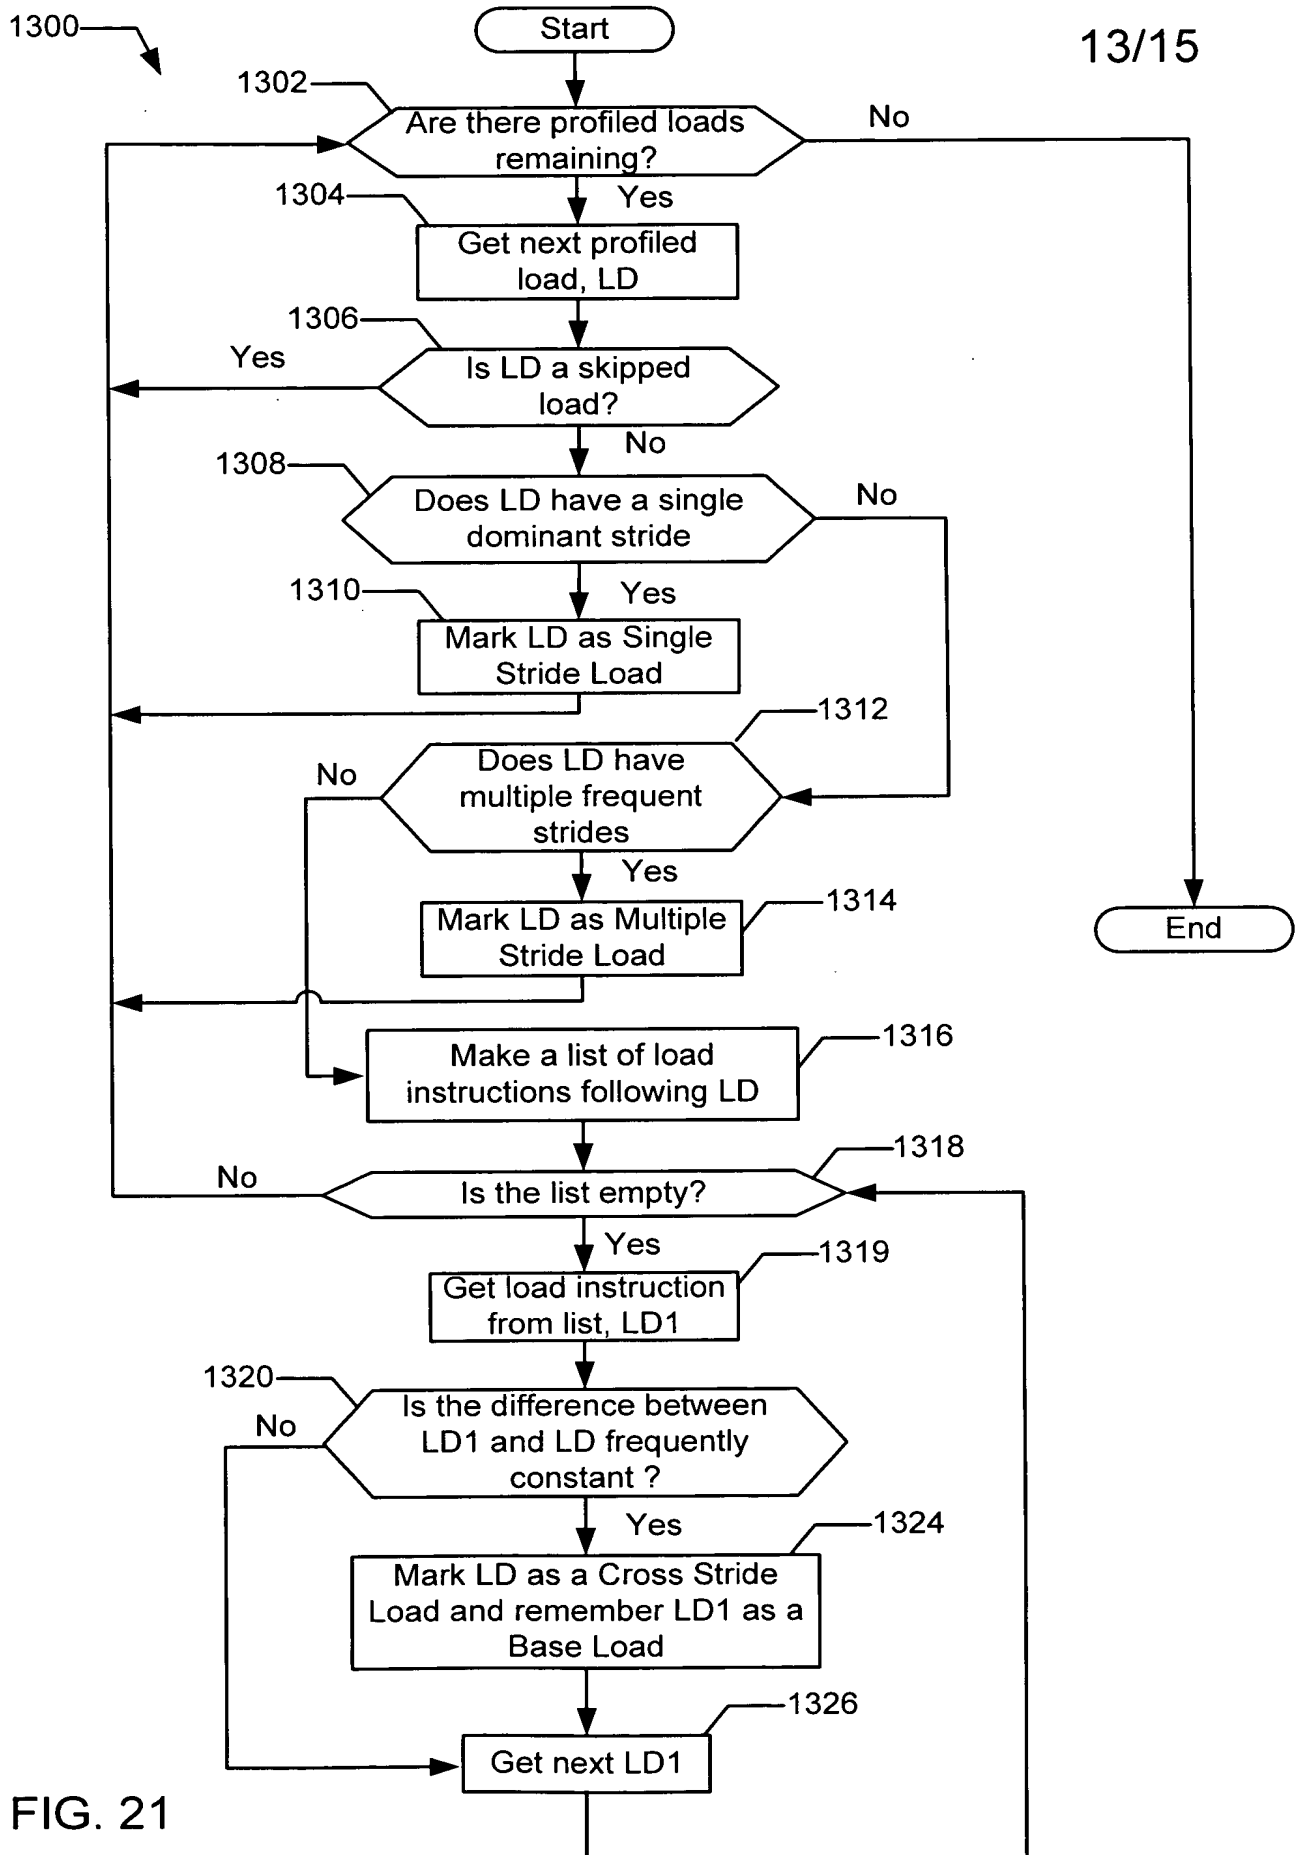 1300
Start
13/15
1302
Are there profiled loads
remaining?
No
Yes
1304
Get next profiled
load, LD
1306
Yes
Is LD a skipped
load?
No
1308
Does LD have a single
dominant stride
No
1310
Yes
Mark LD as Single
Stride Load
1312
No
Does LD have
multiple frequent
strides
Yes
1314
Mark LD as Multiple
Stride Load
End
1316
Make a list of load
instructions following LD
1318
No
Is the list empty?
Yes
1319
Get load instruction
from list, LD1
1320
No
Is the difference between
LD1 and LD frequently
constant ?
Yes
1324
Mark LD as a Cross Stride
Load and remember LD1 as a
Base Load
1326
Get next LD1
FIG. 21